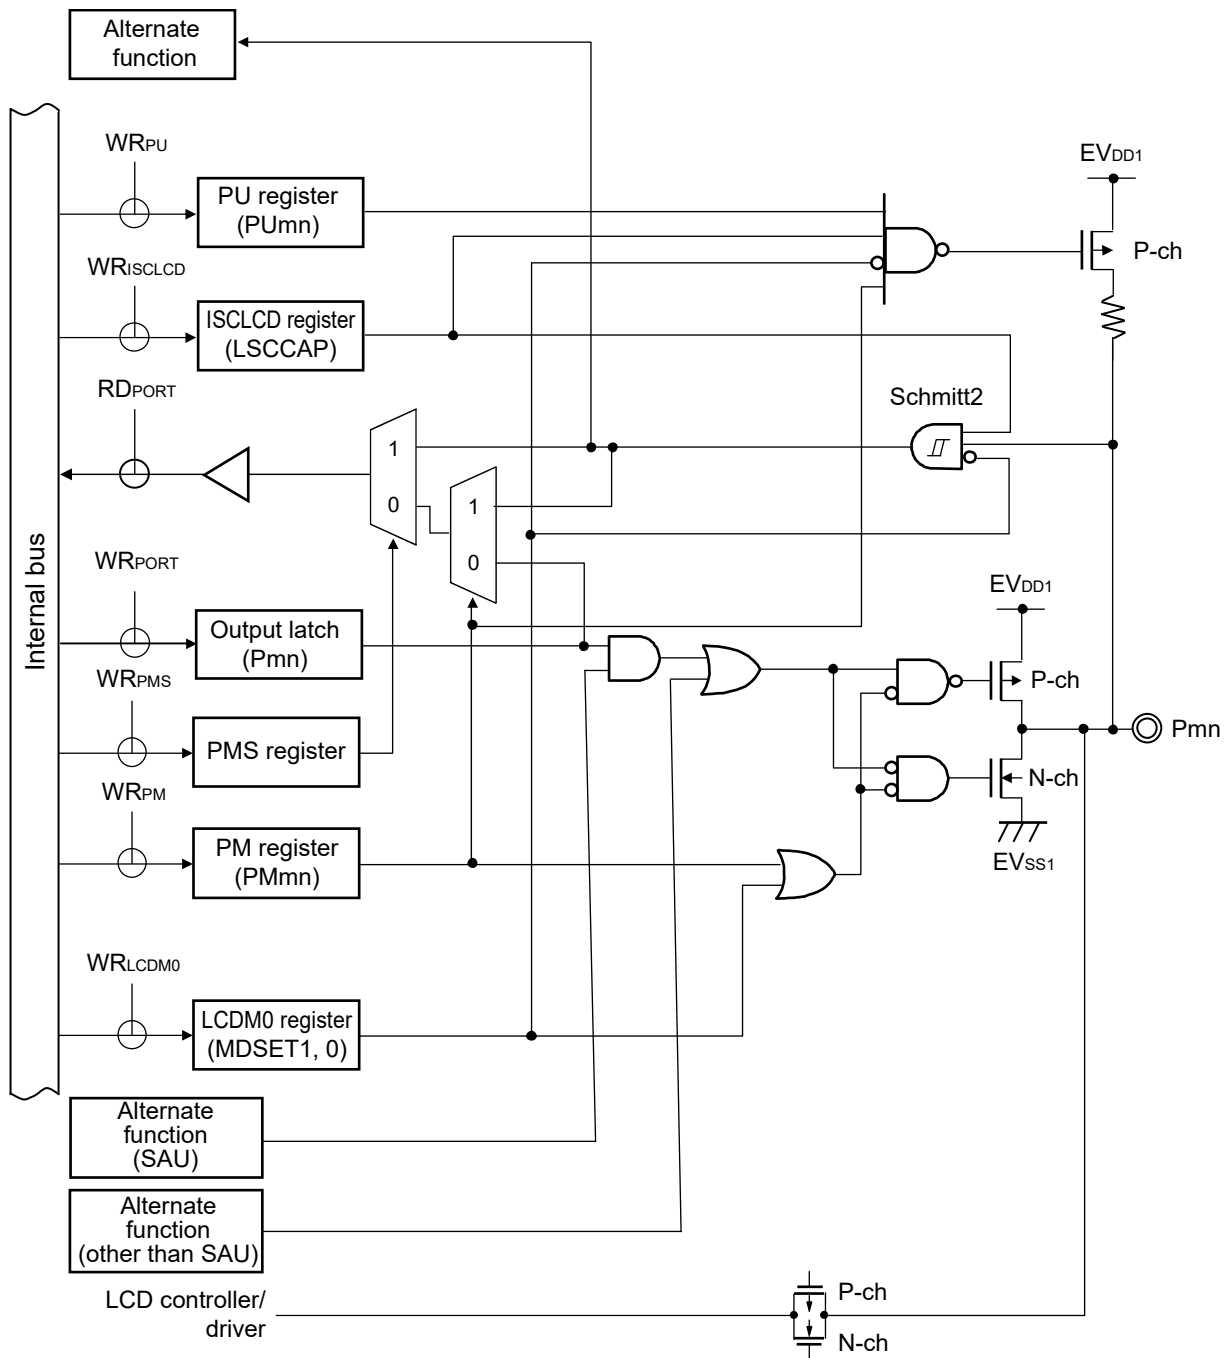 Alternate
function
WRPU
EVDD1
PU register
(PUmn)
P-ch
WRISCLCD
ISCLCD register
(LSCCAP)
RDPORT
Schmitt2
1
0
1
0
Internal bus
WRPORT
EVDD1
Output latch
(Pmn)
WRPMS
P-ch
Pmn
PMS register
N-ch
WRPM
PM register
(PMmn)
EVSS1
WRLCDM0
LCDM0 register
(MDSET1, 0)
Alternate
function
(SAU)
Alternate
function
(other than SAU)
LCD controller/
driver
P-ch
N-ch